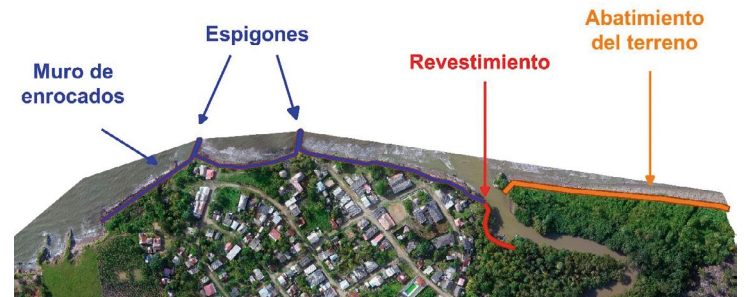 Espigones
Muro de
enrocados
Revestimiento
Abatimiento
del terreno